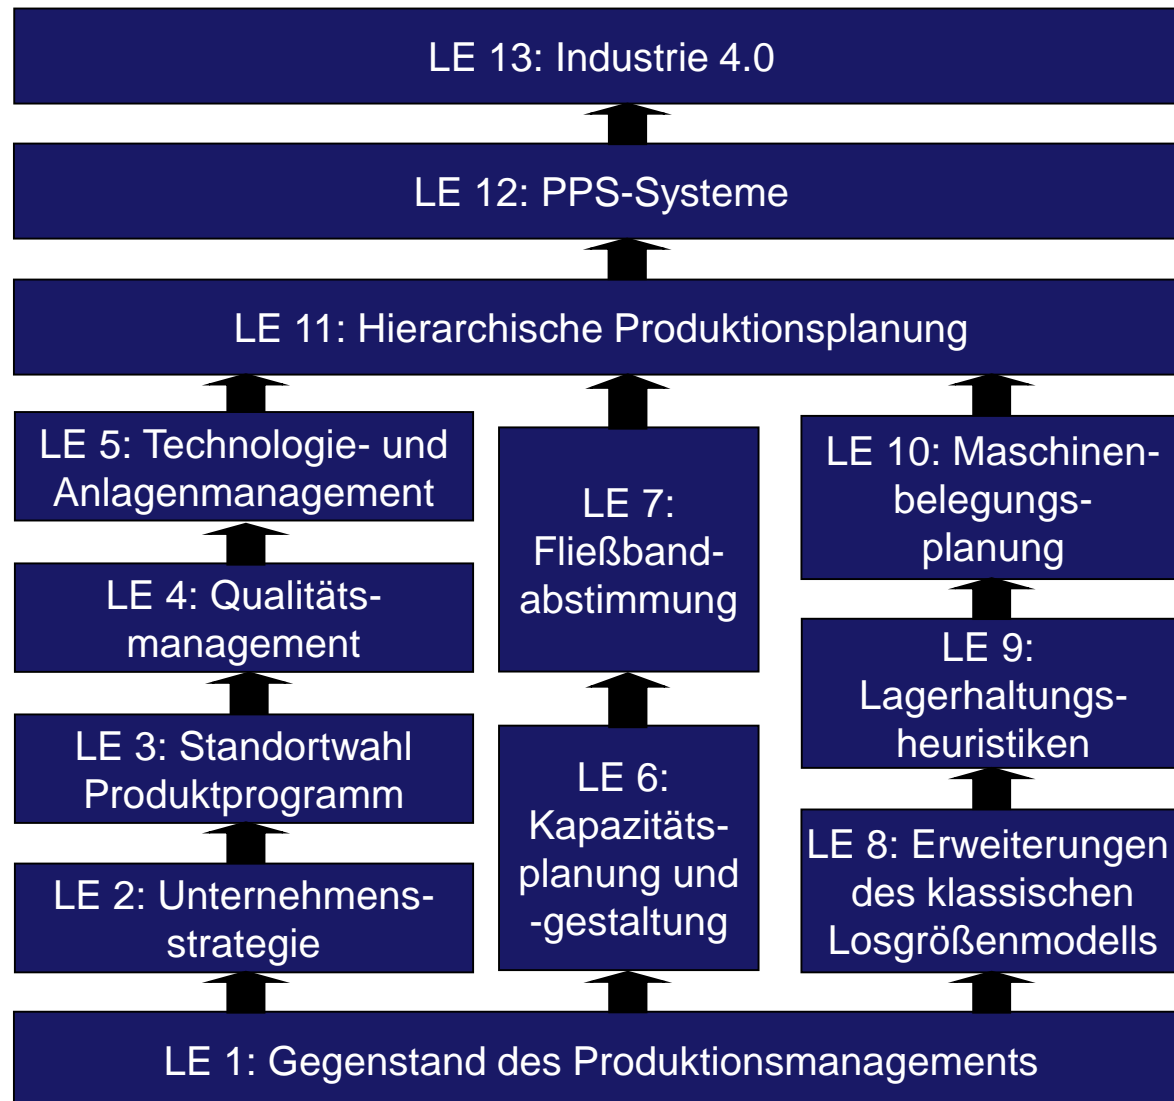 LE 13: Industrie 4.0
LE 12: PPS-Systeme
LE 11: Hierarchische Produktionsplanung
LE 5: Technologie- und
Anlagenmanagement
LE 4: Qualitäts-
management
LE 3: Standortwahl
Produktprogramm
LE 2: Unternehmens-
strategie
LE 7:
Fließband-
abstimmung
LE 6:
Kapazitäts-
planung und
-gestaltung
LE 10: Maschinen-
belegungs-
planung
LE 9:
Lagerhaltungs-
heuristiken
LE 8: Erweiterungen
des klassischen
Losgrößenmodells
LE 1: Gegenstand des Produktionsmanagements